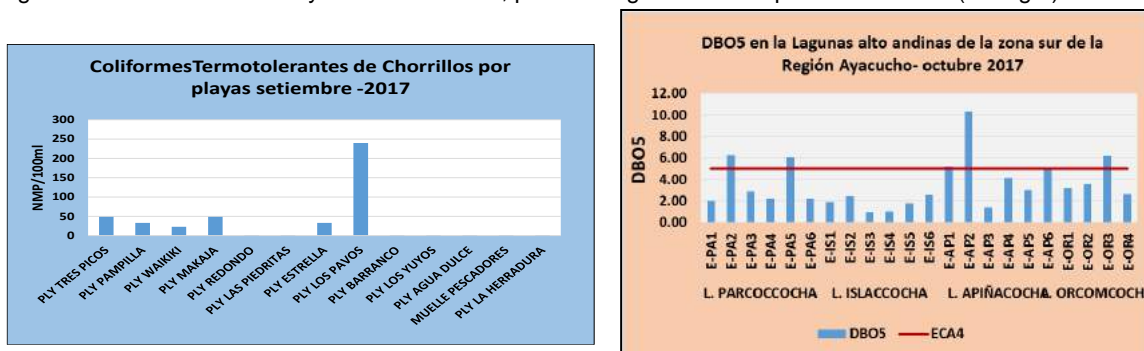 ColiformesTermotolerantes de Chorrillos por
playas setiembre -2017
NMP/100ml
300
250
200
150
100
50
0
PLY TRES PICOS
PLY PAMPILLA
PLY WAIKIKI
PLY MAKAJA
PLY REDONDO
PLY LAS PIEDRITAS
PLY ESTRELLA
PLY LOS PAVOS
PLY BARRANCO
PLY LOS YUYOS
PLY AGUA DULCE
MUELLE PESCADORES
PLY LA HERRADURA
DBO5 en la Lagunas alto andinas de la zona sur de la
Región Ayacucho- octubre 2017
DBO5
12.00
10.00
8.00
6.00
4.00
2.00
0.00
E-PA1
E-PA2
E-PA3
E-PA4
E-PA5
E-PA6
E-IS1
E-IS2
E-IS3
E-IS4
E-IS5
E-IS6
E-AP1
E-AP2
E-AP3
E-AP4
E-AP5
E-AP6
E-OR1
E-OR2
E-OR3
E-OR4
L. PARCOCCOCHA L. ISLACCOCHA L. APIÑACOCHA ORCOMCOCH
DBO5 ECA4